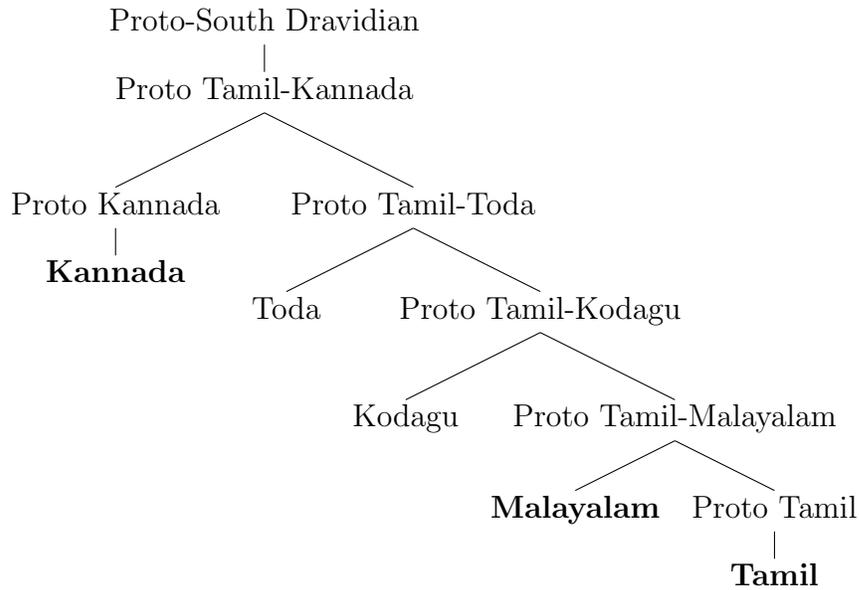 Proto-South Dravidian
Proto Tamil-Kannada
Proto Kannada Proto Tamil-Toda
Kannada
Toda Proto Tamil-Kodagu
Kodagu Proto Tamil-Malayalam
Malayalam Proto Tamil
Tamil